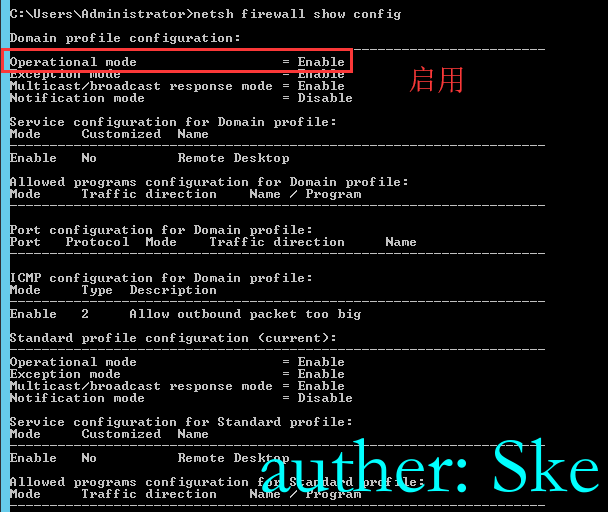 C:\Users\Administrator>netsh firewall show config
Domain profile configuration:
Operational mode = Enable
启用
Exception mode = Enable
Multicast/broadcast response mode = Enable
Notification mode = Disable
Service configuration for Domain profile:
Mode Customized Name
Enable No Remote Desktop
Allowed programs configuration for Domain profile:
Mode Traffic direction Name / Program
Port configuration for Domain profile:
Port Protocol Mode Traffic direction Name
ICMP configuration for Domain profile:
Mode Type Description
Enable 2 Allow outbound packet too big
Standard profile configuration (current):
Operational mode = Enable
Exception mode = Enable
Multicast/broadcast response mode = Enable
Notification mode = Disable
Service configuration for Standard profile:
Mode Customized Name
Enable No Remote Desktop
auther: Ske
Allowed programs configuration for Standard profile:
Mode Traffic direction Name / Program